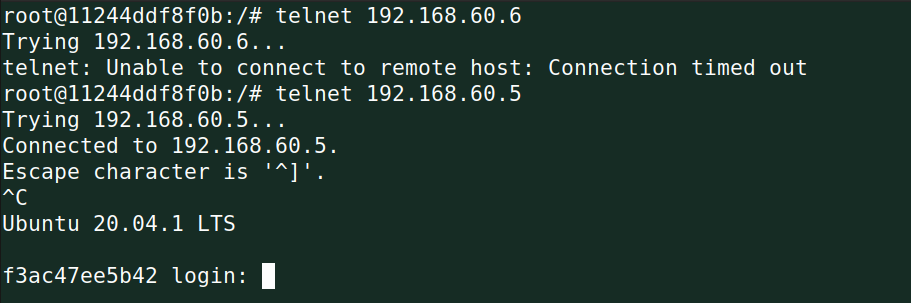 root@11244ddf8f0b:/# telnet 192.168.60.6
Trying 192.168.60.6...
telnet: Unable to connect to remote host: Connection timed out
root@11244ddf8f0b:/# telnet 192.168.60.5
Trying 192.168.60.5...
Connected to 192.168.60.5.
Escape character is '^]'.
^C
Ubuntu 20.04.1 LTS
f3ac47ee5b42 login: